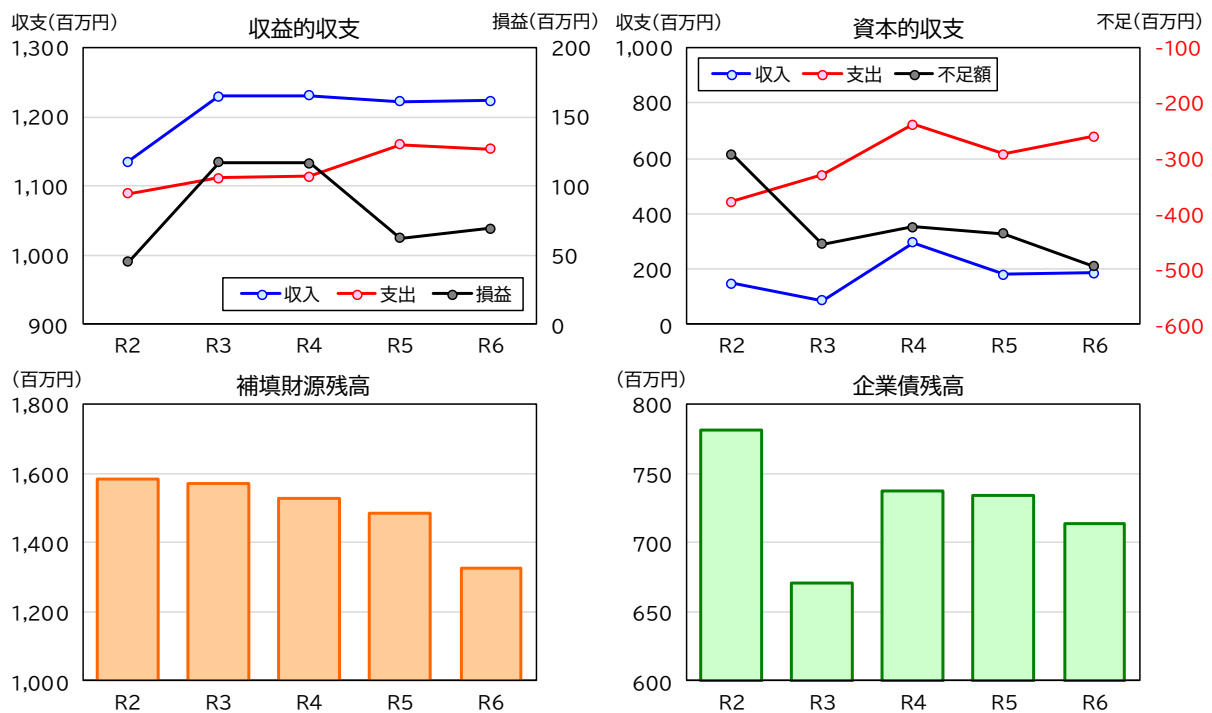 収支(百万円)
収益的収支
損益(百万円)
1,300
1,200
1,100
1,000
900
200
150
100
50
0
収入 支出 損益
R2 R3 R4 R5 R6
収支(百万円)
資本的収支
不足(百万円)
1,000
800
600
400
200
0
-100
-200
-300
-400
-500
-600
収入 支出 不足額
R2 R3 R4 R5 R6
(百万円)
補填財源残高
1,800
1,600
1,400
1,200
1,000
R2 R3 R4 R5 R6
(百万円)
企業債残高
800
750
700
650
600
R2 R3 R4 R5 R6